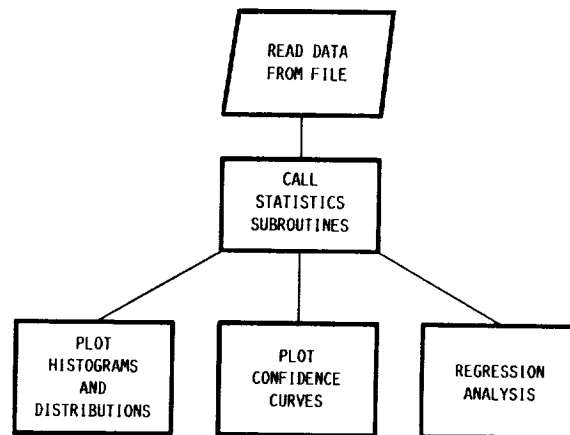 READ DATA
FROM FILE
CALL
STATISTICS
SUBROUTINES
PLOT
HISTOGRAMS
AND
DISTRIBUTIONS
PLOT
CONFIDENCE
CURVES
REGRESSION
ANALYSIS